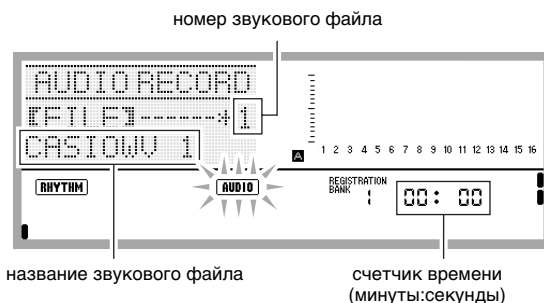 номер звукового файла
AUDIO RECORD
[FILE]------→ 1
CASIOWV 1
A
1 2 3 4 5 6 7 8 9 10 11 12 13 14 15 16
RHYTHM
AUDIO
REGISTRATION
BANK
1
00: 00
название звукового файла
счетчик времени
(минуты:секунды)